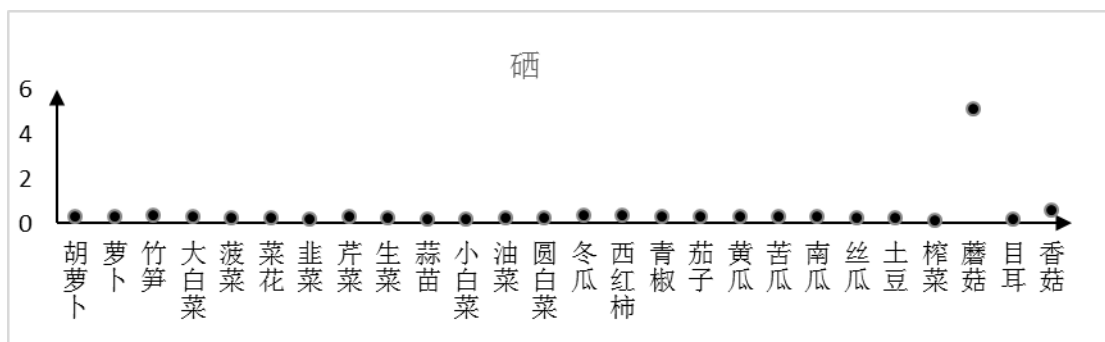 硒
6
4
2
0
胡萝卜
萝卜
竹笋
大白菜
菠菜
菜花
韭菜
芹菜
生菜
蒜苗
小白菜
油菜
圆白菜
冬瓜
西红柿
青椒
茄子
黄瓜
苦瓜
南瓜
丝瓜
土豆
榨菜
蘑菇
目耳
香菇